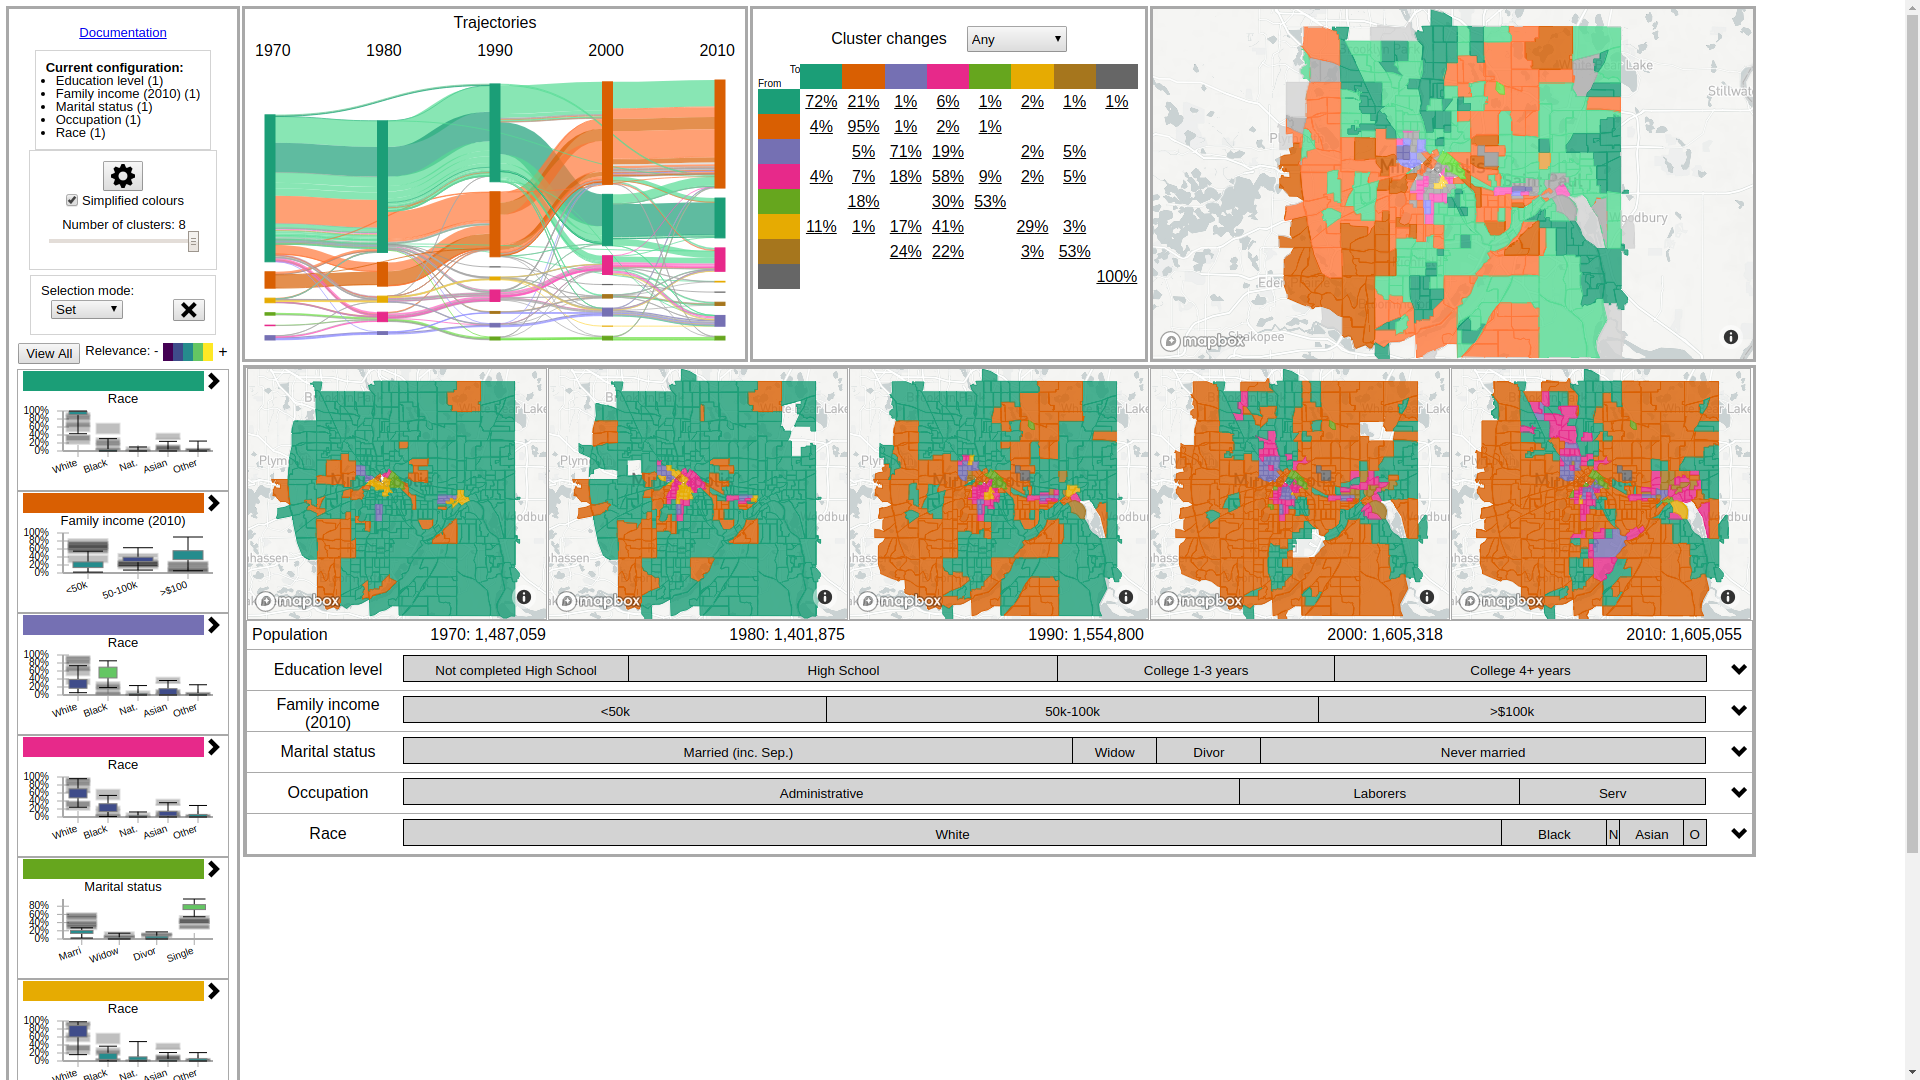 Documentation
Current configuration:
Education level (1)
Family income (2010) (1)
Marital status (1)
Occupation (1)
Race (1)
Simplified colours
Number of clusters: 8
Selection mode:
Set
View All
Relevance: - +
Race
100%
80%
60%
40%
20%
0%
White Black Nat. Asian Other
Family income (2010)
100%
80%
60%
40%
20%
0%
<50k 50-100k >$100
Race
100%
80%
60%
40%
20%
0%
White Black Nat. Asian Other
Race
100%
80%
60%
40%
20%
0%
White Black Nat. Asian Other
Marital status
80%
60%
40%
20%
0%
Marri Widow Divor Single
Race
100%
80%
60%
40%
20%
0%
White Black Nat. Asian Other
Trajectories
1970 1980 1990 2000 2010
Cluster changes Any
To
From
72% 21% 1% 6% 1% 2% 1% 1%
4% 95% 1% 2% 1%
5% 71% 19% 2% 5%
4% 7% 18% 58% 9% 2% 5%
18% 30% 53%
11% 1% 17% 41% 29% 3%
24% 22% 3% 53%
100%
Stillwat
oodbury
Shakopee
mapbox
Plym
oodbu
nhassen
mapbox
Plym
mapbox
mapbox
mapbox
mapbox
Population 1970: 1,487,059 1980: 1,401,875 1990: 1,554,800 2000: 1,605,318 2010: 1,605,055
Education level Not completed High School High School College 1-3 years College 4+ years
Family income (2010) <50k 50k-100k >$100k
Marital status Married (inc. Sep.) Widow Divor Never married
Occupation Administrative Laborers Serv
Race White Black N Asian O